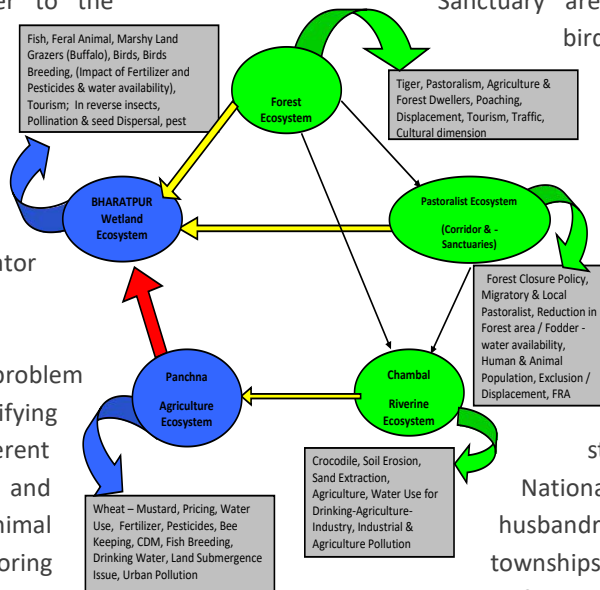 er to the
Sanctuary are
bird
Fish, Feral Animal, Marshy Land
Grazers (Buffalo), Birds, Birds
Breeding, (Impact of Fertilizer and
Pesticides & water availability),
Tourism; In reverse insects,
Pollination & seed Dispersal, pest
Forest
Ecosystem
Tiger, Pastoralism, Agriculture &
Forest Dwellers, Poaching,
Displacement, Tourism, Traffic,
Cultural dimension
BHARATPUR
Wetland
Ecosystem
Pastoralist Ecosystem
(Corridor & -
Sanctuaries)
ator
Forest Closure Policy,
Migratory & Local
Pastoralist, Reduction in
Forest area / Fodder -
water availability,
Human & Animal
Population, Exclusion /
Displacement, FRA
problem
ifying
erent
and
nimal
oring
Panchna
Agriculture
Ecosystem
Chambal
Riverine
Ecosystem
Crocodile, Soil Erosion,
Sand Extraction,
Agriculture, Water Use for
Drinking-Agriculture-
Industry, Industrial &
Agriculture Pollution
st
Nationa
husbandr
townships
Wheat – Mustard, Pricing, Water
Use, Fertilizer, Pesticides, Bee
Keeping, CDM, Fish Breeding,
Drinking Water, Land Submergence
Issue, Urban Pollution